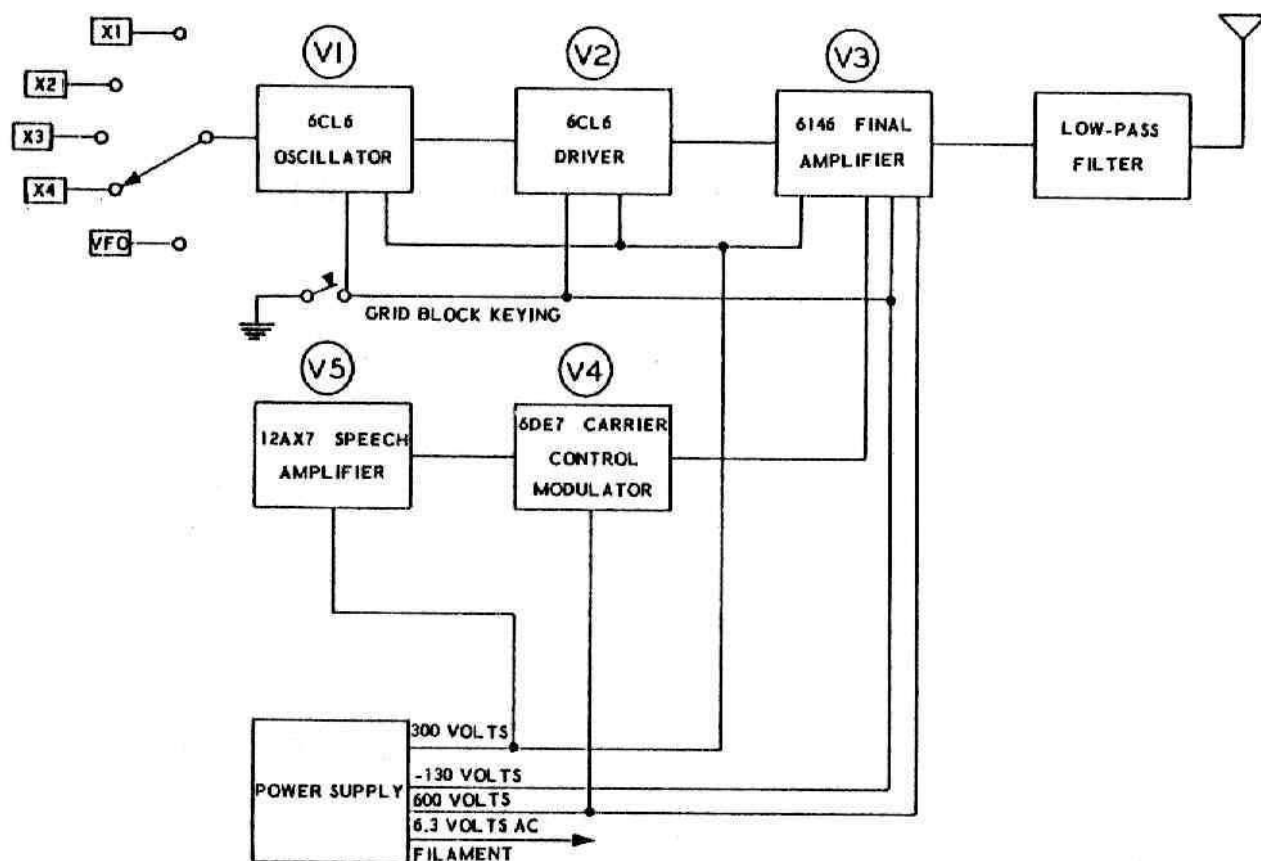 X1
X2
X3
X4
VFO
V1
6CL6
OSCILLATOR
V2
6CL6
DRIVER
V3
6146 FINAL
AMPLIFIER
LOW-PASS
FILTER
GRID BLOCK KEYING
V5
12AX7 SPEECH
AMPLIFIER
V4
6DE7 CARRIER
CONTROL
MODULATOR
POWER SUPPLY
300 VOLTS
-130 VOLTS
600 VOLTS
6.3 VOLTS AC
FILAMENT